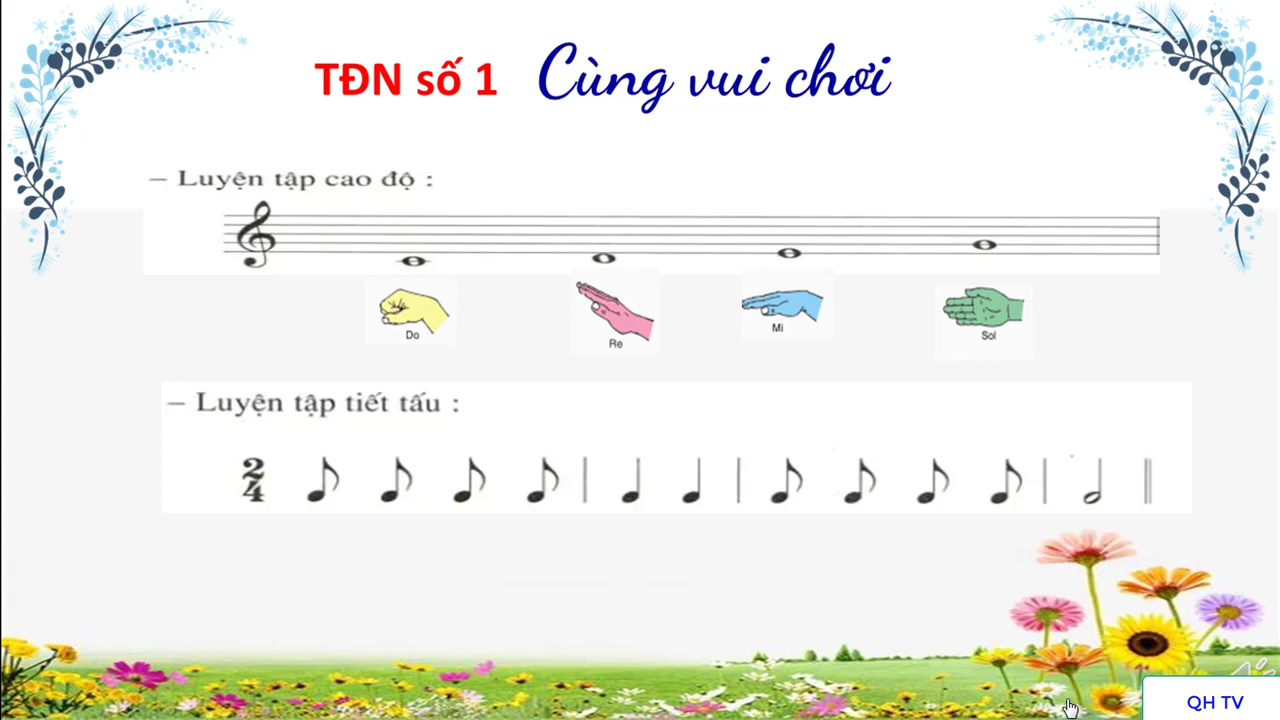 TĐN số 1 Cùng vui chơi
– Luyện tập cao độ :
Do Re Mi Sol
– Luyện tập tiết tấu :
2
4
QH TV